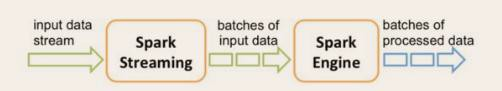 input data
stream
Spark
Streaming
batches of
input data
Spark
Engine
batches of
processed data